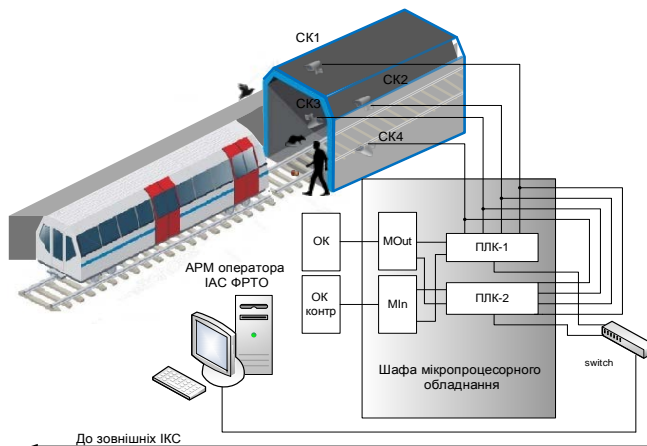 СК1
СК2
СК3
СК4
ОК
MOut
ПЛК-1
АРМ оператора
ІАС ФРТО
ОК
контр
MIn
ПЛК-2
Шафа мікропроцесорного
обладнання
switch
До зовнішніх ІКС